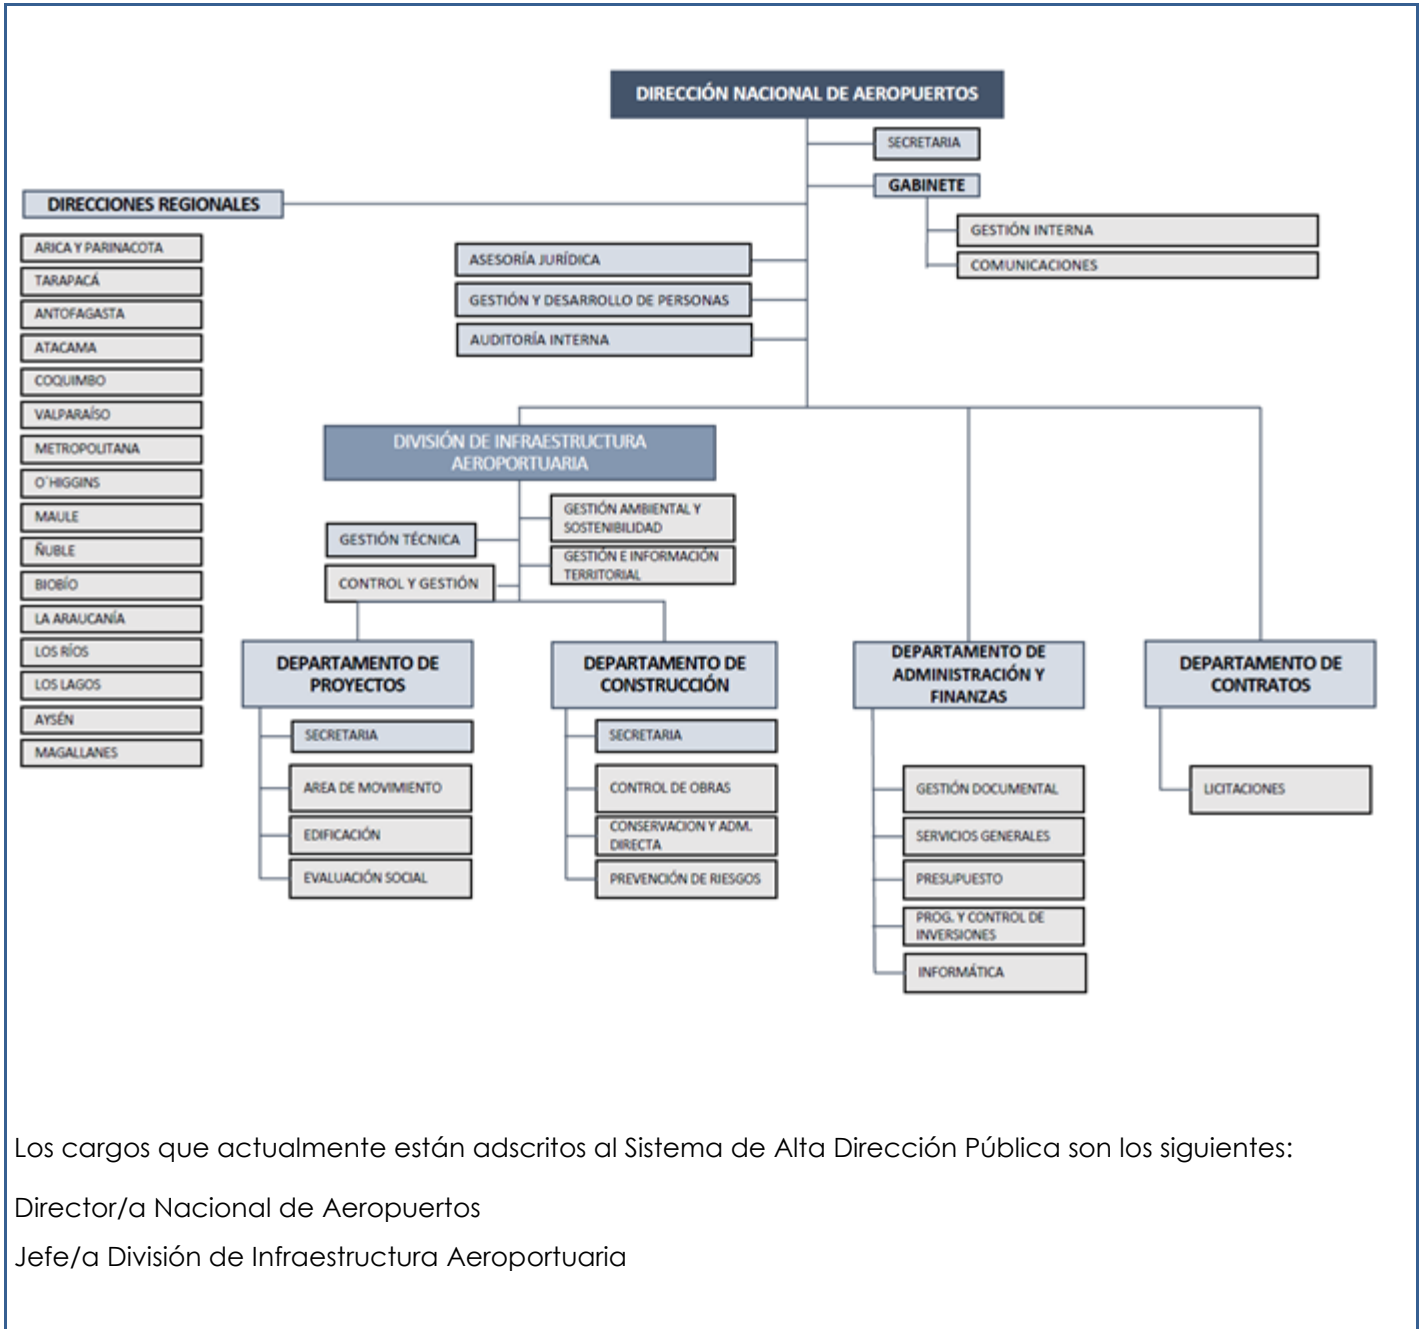 DIRECCIÓN NACIONAL DE AEROPUERTOS
SECRETARIA
GABINETE
GESTIÓN INTERNA
COMUNICACIONES
DIRECCIONES REGIONALES
ARICA Y PARINACOTA
TARAPACÁ
ANTOFAGASTA
ATACAMA
COQUIMBO
VALPARAÍSO
METROPOLITANA
O´HIGGINS
MAULE
ÑUBLE
BIOBÍO
LA ARAUCANÍA
LOS RÍOS
LOS LAGOS
AYSÉN
MAGALLANES
ASESORÍA JURÍDICA
GESTIÓN Y DESARROLLO DE PERSONAS
AUDITORÍA INTERNA
DIVISIÓN DE INFRAESTRUCTURA
AEROPORTUARIA
GESTIÓN AMBIENTAL Y
SOSTENIBILIDAD
GESTIÓN TÉCNICA
GESTIÓN E INFORMACIÓN
TERRITORIAL
CONTROL Y GESTIÓN
DEPARTAMENTO DE
PROYECTOS
SECRETARIA
AREA DE MOVIMIENTO
EDIFICACIÓN
EVALUACIÓN SOCIAL
DEPARTAMENTO DE
CONSTRUCCIÓN
SECRETARIA
CONTROL DE OBRAS
CONSERVACION Y ADM.
DIRECTA
PREVENCIÓN DE RIESGOS
DEPARTAMENTO DE
ADMINISTRACIÓN Y
FINANZAS
GESTIÓN DOCUMENTAL
SERVICIOS GENERALES
PRESUPUESTO
PROG. Y CONTROL DE
INVERSIONES
INFORMÁTICA
DEPARTAMENTO DE
CONTRATOS
LICITACIONES
Los cargos que actualmente están adscritos al Sistema de Alta Dirección Pública son los siguientes:
Director/a Nacional de Aeropuertos
Jefe/a División de Infraestructura Aeroportuaria